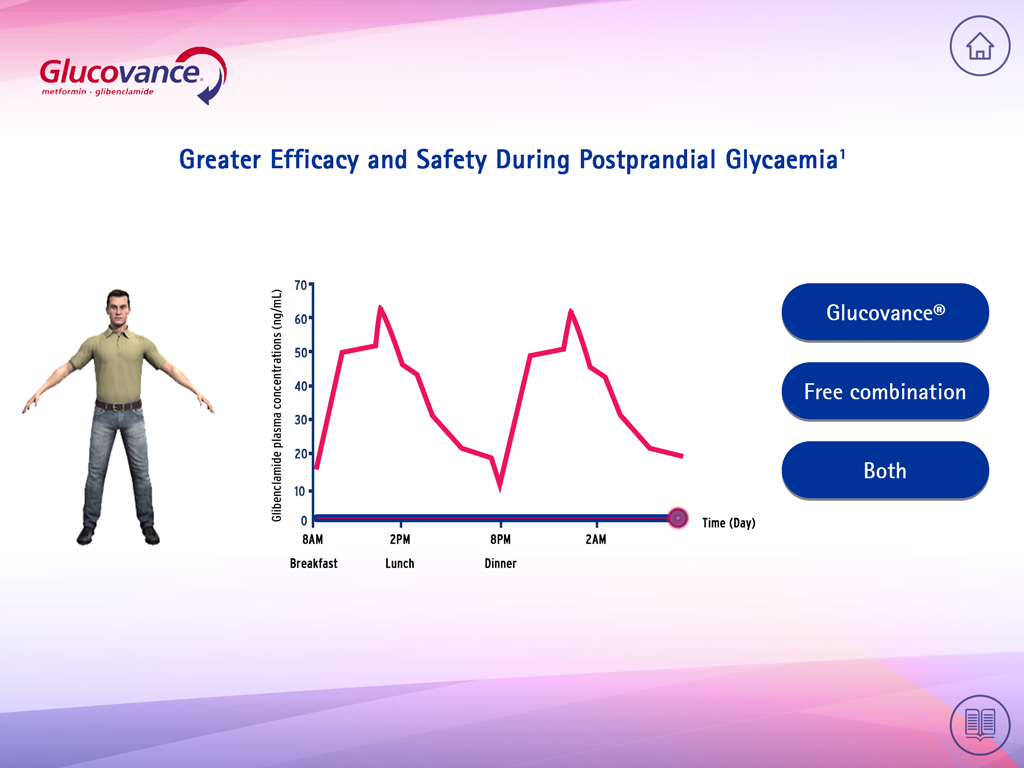 Glucovance®
metformin - glibenclamide
Greater Efficacy and Safety During Postprandial Glycaemia¹
Glibenclamide plasma concentrations (ng/mL)
70
60
50
40
30
20
10
0
8AM 2PM 8PM 2AM
Time (Day)
Breakfast Lunch Dinner
Glucovance®
Free combination
Both